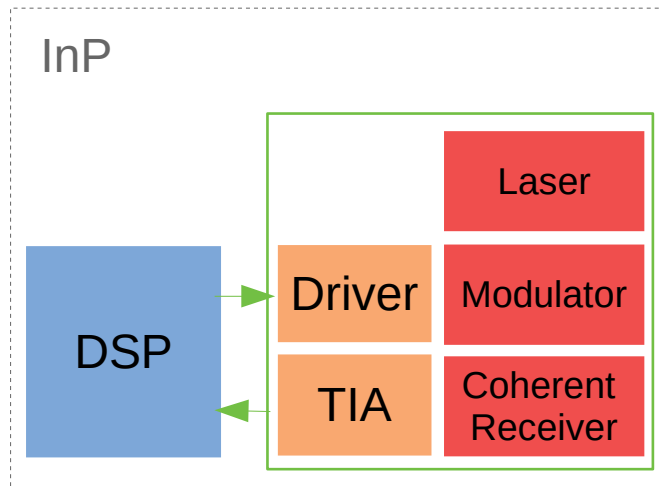 InP
Laser
Driver
Modulator
DSP
TIA
Coherent
Receiver